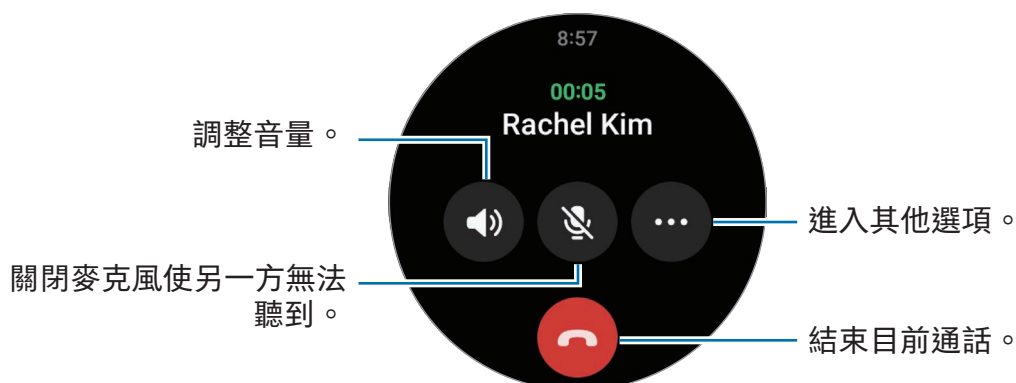 8:57
00:05
Rachel Kim
調整音量。
進入其他選項。
關閉麥克風使另一方無法
聽到。
結束目前通話。